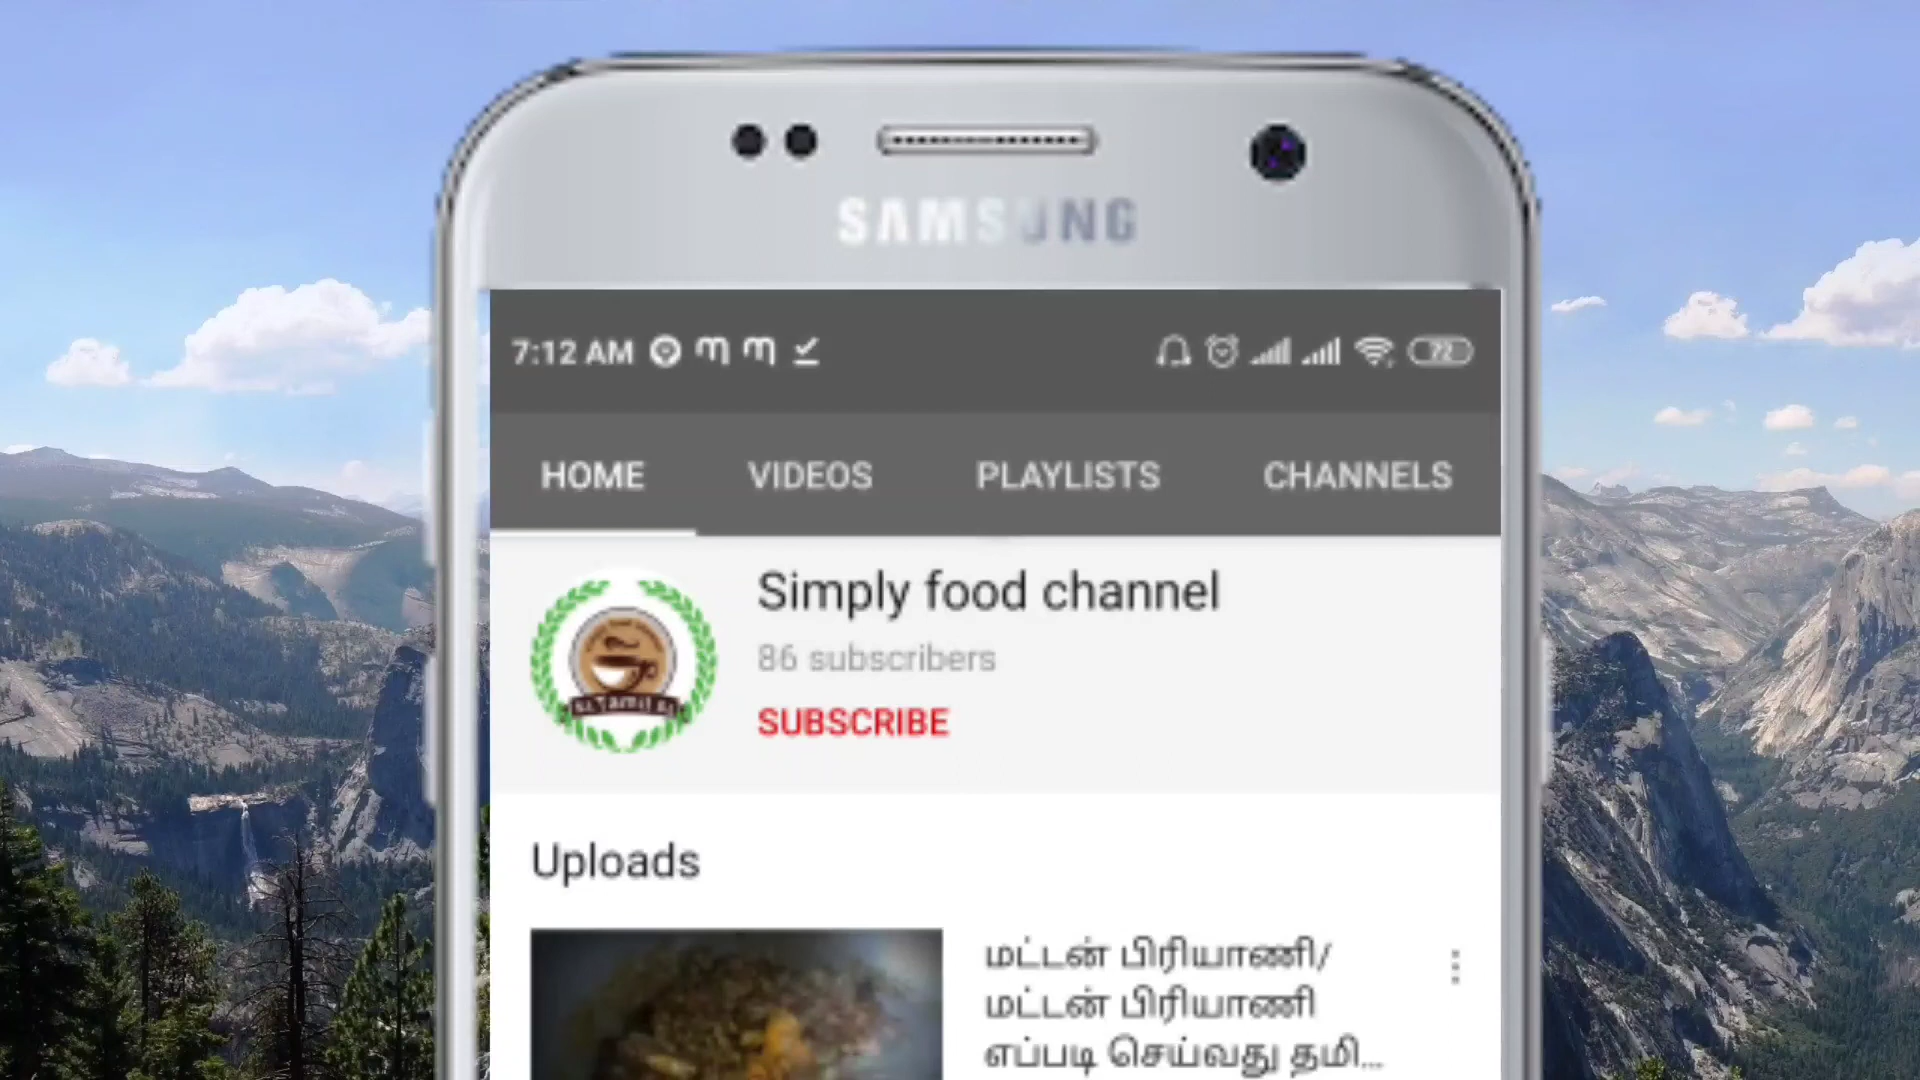 SAMSUNG
7:12 AM
72
HOME VIDEOS PLAYLISTS CHANNELS
Simply food channel
86 subscribers
SUBSCRIBE
Uploads
மட்டன் பிரியாணி/
மட்டன் பிரியாணி
எப்படி செய்வது தமி...